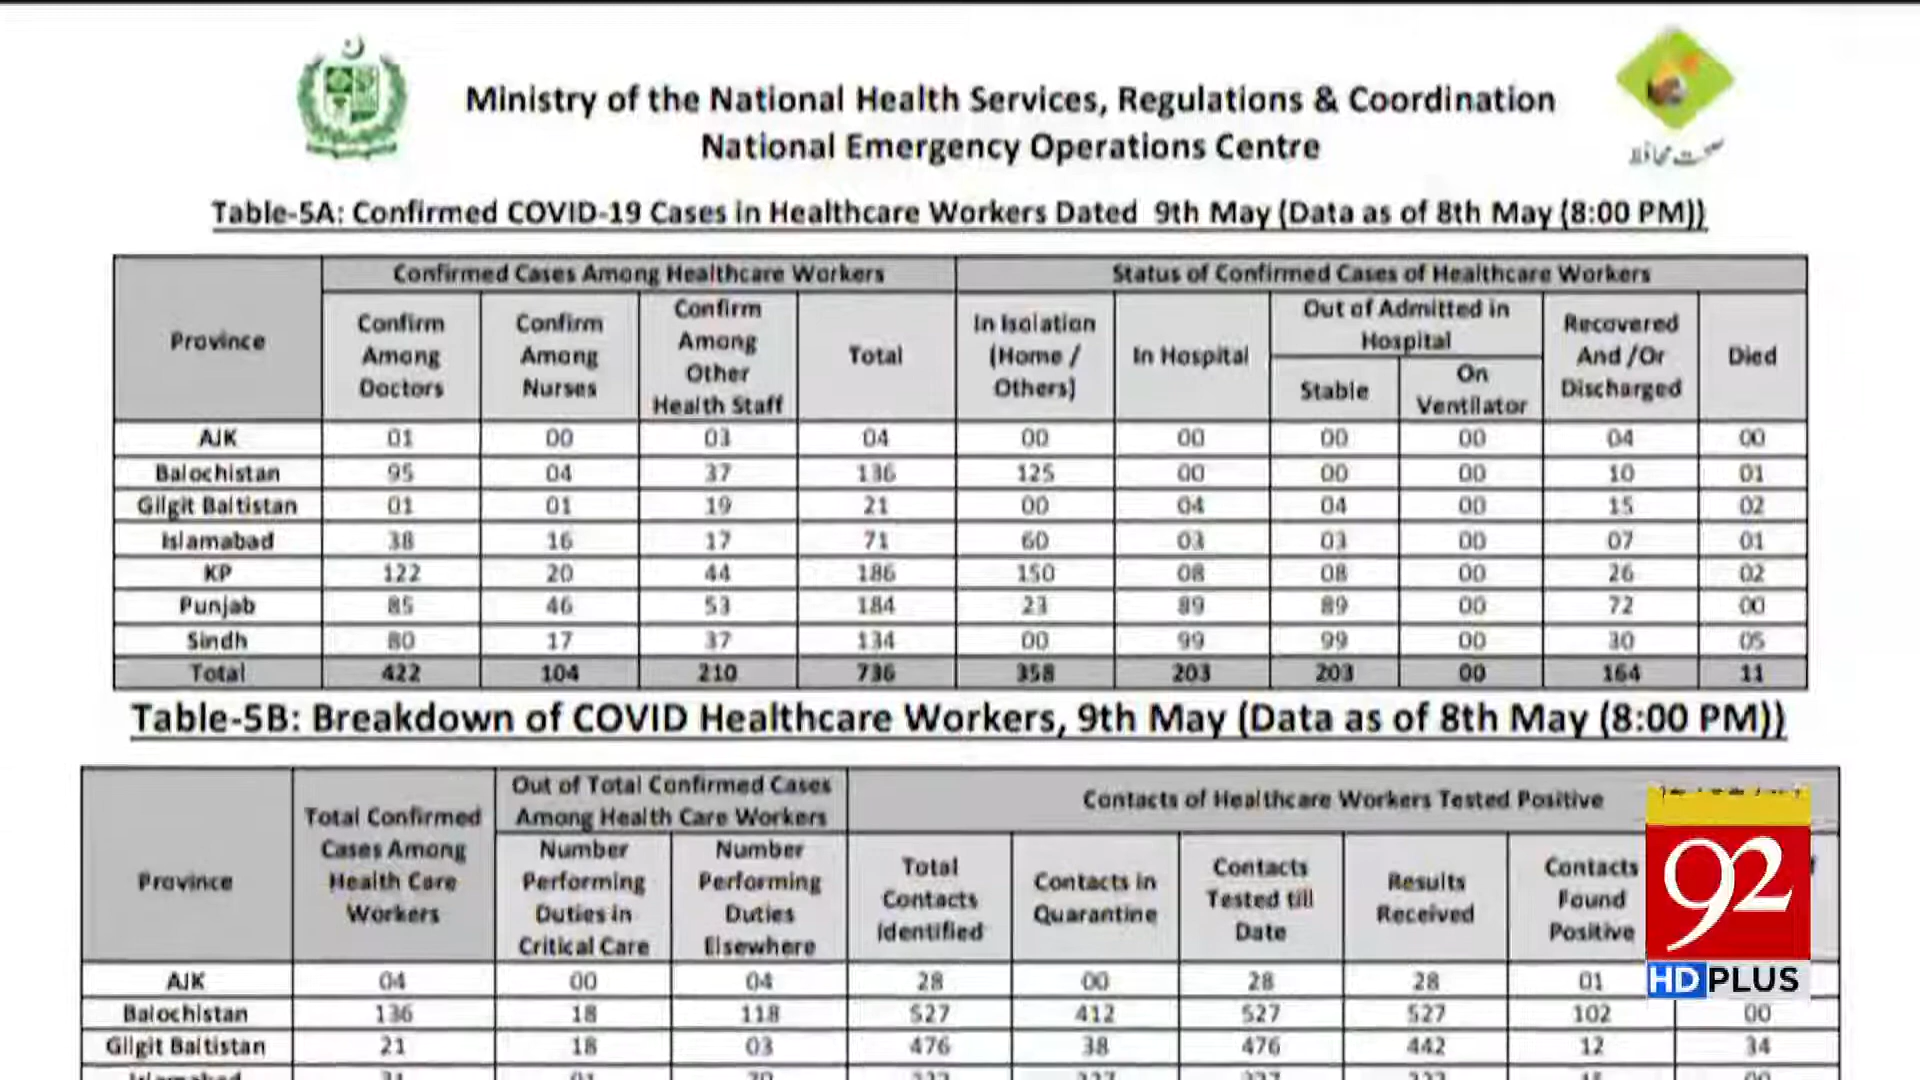 Ministry of the National Health Services, Regulations & Coordination
National Emergency Operations Centre
Table-5A: Confirmed COVID-19 Cases in Healthcare Workers Dated 9th May (Data as of 8th May (8:00 PM))
Province
Confirmed Cases Among Healthcare Workers
Status of Confirmed Cases of Healthcare Workers
Confirm Among Doctors
Confirm Among Nurses
Confirm Among Other Health Staff
Total
In Isolation (Home / Others)
In Hospital
Out of Admitted in Hospital
Stable
On Ventilator
Recovered And /Or Discharged
Died
AJK 01 00 03 04 00 00 00 00 04 00
Balochistan 95 04 37 136 125 00 00 00 10 01
Gilgit Baltistan 01 01 19 21 00 04 04 00 15 02
Islamabad 38 16 17 71 60 03 03 00 07 01
KP 122 20 44 186 150 08 08 00 26 02
Punjab 85 46 53 184 23 89 89 00 72 00
Sindh 80 17 37 134 00 99 99 00 30 05
Total 422 104 210 736 358 203 203 00 164 11
Table-5B: Breakdown of COVID Healthcare Workers, 9th May (Data as of 8th May (8:00 PM))
Province
Total Confirmed Cases Among Health Care Workers
Out of Total Confirmed Cases Among Health Care Workers
Contacts of Healthcare Workers Tested Positive
Number Performing Duties in Critical Care
Number Performing Duties Elsewhere
Total Contacts Identified
Contacts in Quarantine
Contacts Tested till Date
Results Received
Contacts Found Positive
92
HD PLUS
AJK 04 00 04 28 00 28 28 01
Balochistan 136 18 118 527 412 527 527 102 00
Gilgit Baltistan 21 18 03 476 38 476 442 12 34